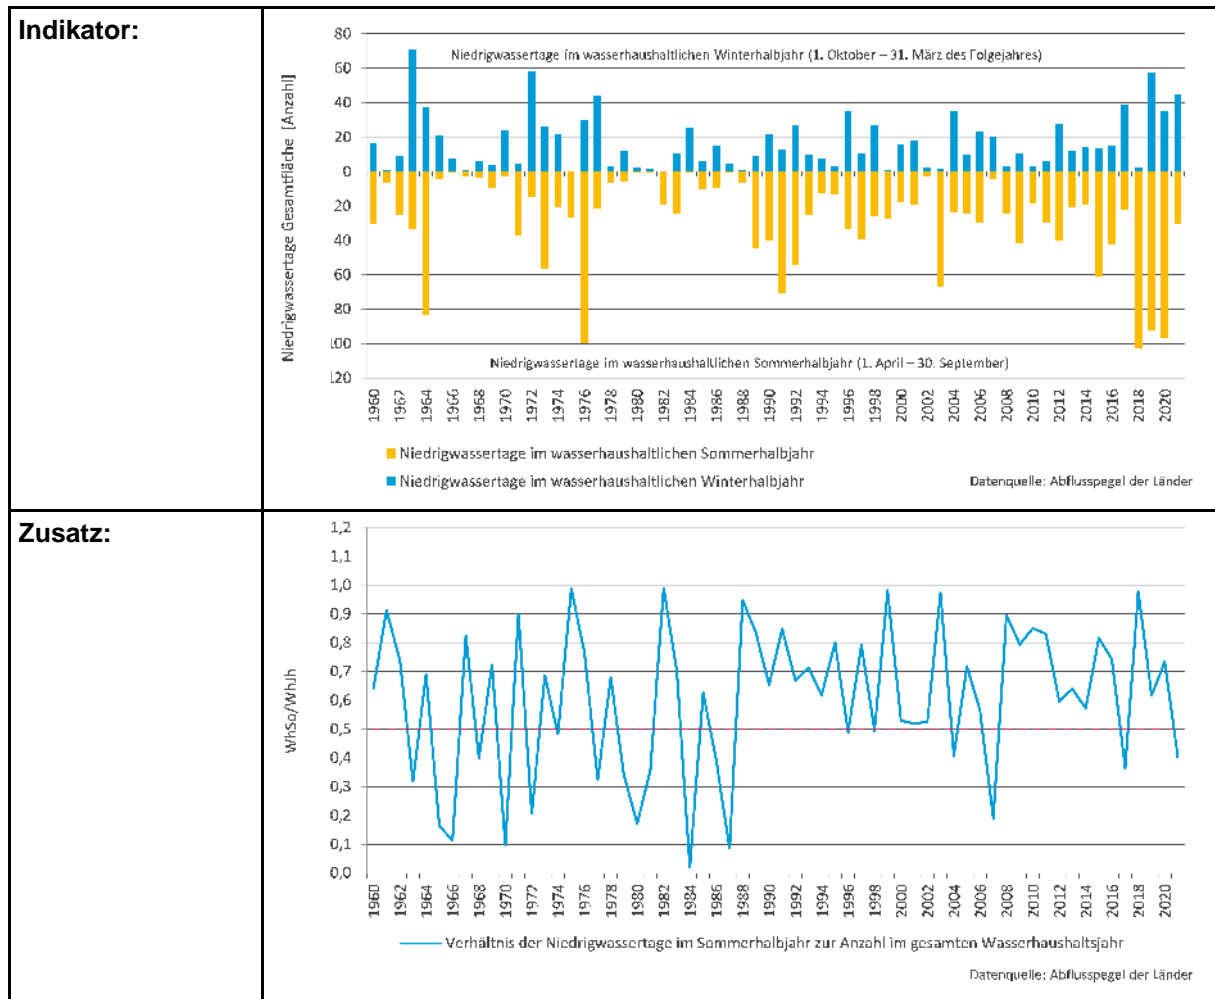 Indikator:
80
Niedrigwassertage im wasserhaushaltlichen Winterhalbjahr (1. Oktober – 31. März des Folgejahres)
60
40
20
0
20
40
60
80
100
Niedrigwassertage im wasserhaushaltlichen Sommerhalbjahr (1. April – 30. September)
120
Niedrigwassertage Gesamtfläche [Anzahl]
1960 1962 1964 1966 1968 1970 1972 1974 1976 1978 1980 1982 1984 1986 1988 1990 1992 1994 1996 1998 2000 2002 2004 2006 2008 2010 2012 2014 2016 2018 2020
Niedrigwassertage im wasserhaushaltlichen Sommerhalbjahr
Niedrigwassertage im wasserhaushaltlichen Winterhalbjahr
Datenquelle: Abflusspegel der Länder
Zusatz:
1,2
1,1
1,0
0,9
0,8
0,7
0,6
0,5
0,4
0,3
0,2
0,1
0,0
WhSo/WhJh
1960 1962 1964 1966 1968 1970 1972 1974 1976 1978 1980 1982 1984 1986 1988 1990 1992 1994 1996 1998 2000 2002 2004 2006 2008 2010 2012 2014 2016 2018 2020
Verhältnis der Niedrigwassertage im Sommerhalbjahr zur Anzahl im gesamten Wasserhaushaltsjahr
Datenquelle: Abflusspegel der Länder